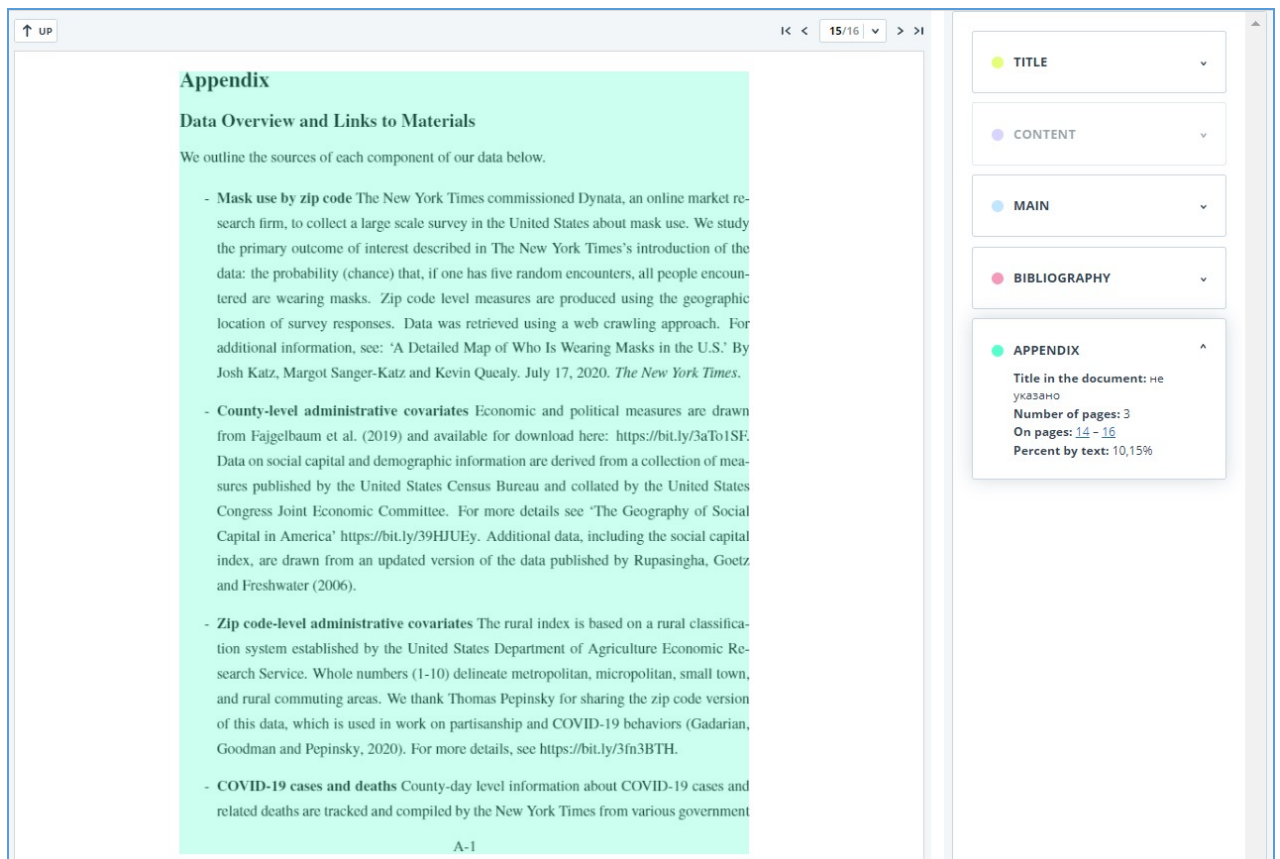 UP
15/16
Appendix
Data Overview and Links to Materials
We outline the sources of each component of our data below.
- Mask use by zip code The New York Times commissioned Dynata, an online market re-
search firm, to collect a large scale survey in the United States about mask use. We study
the primary outcome of interest described in The New York Times's introduction of the
data: the probability (chance) that, if one has five random encounters, all people encoun-
tered are wearing masks. Zip code level measures are produced using the geographic
location of survey responses. Data was retrieved using a web crawling approach. For
additional information, see: 'A Detailed Map of Who Is Wearing Masks in the U.S.' By
Josh Katz, Margot Sanger-Katz and Kevin Quealy. July 17, 2020. The New York Times.
- County-level administrative covariates Economic and political measures are drawn
from Fajgelbaum et al. (2019) and available for download here: https://bit.ly/3aTo1SF.
Data on social capital and demographic information are derived from a collection of mea-
sures published by the United States Census Bureau and collated by the United States
Congress Joint Economic Committee. For more details see 'The Geography of Social
Capital in America' https://bit.ly/39HJUEy. Additional data, including the social capital
index, are drawn from an updated version of the data published by Rupasingha, Goetz
and Freshwater (2006).
- Zip code-level administrative covariates The rural index is based on a rural classifica-
tion system established by the United States Department of Agriculture Economic Re-
search Service. Whole numbers (1-10) delineate metropolitan, micropolitan, small town,
and rural commuting areas. We thank Thomas Pepinsky for sharing the zip code version
of this data, which is used in work on partisanship and COVID-19 behaviors (Gadarian,
Goodman and Pepinsky, 2020). For more details, see https://bit.ly/3fn3BTH.
- COVID-19 cases and deaths County-day level information about COVID-19 cases and
related deaths are tracked and compiled by the New York Times from various government
A-1
TITLE
CONTENT
MAIN
BIBLIOGRAPHY
APPENDIX
Title in the document: не
указано
Number of pages: 3
On pages: 14 – 16
Percent by text: 10,15%